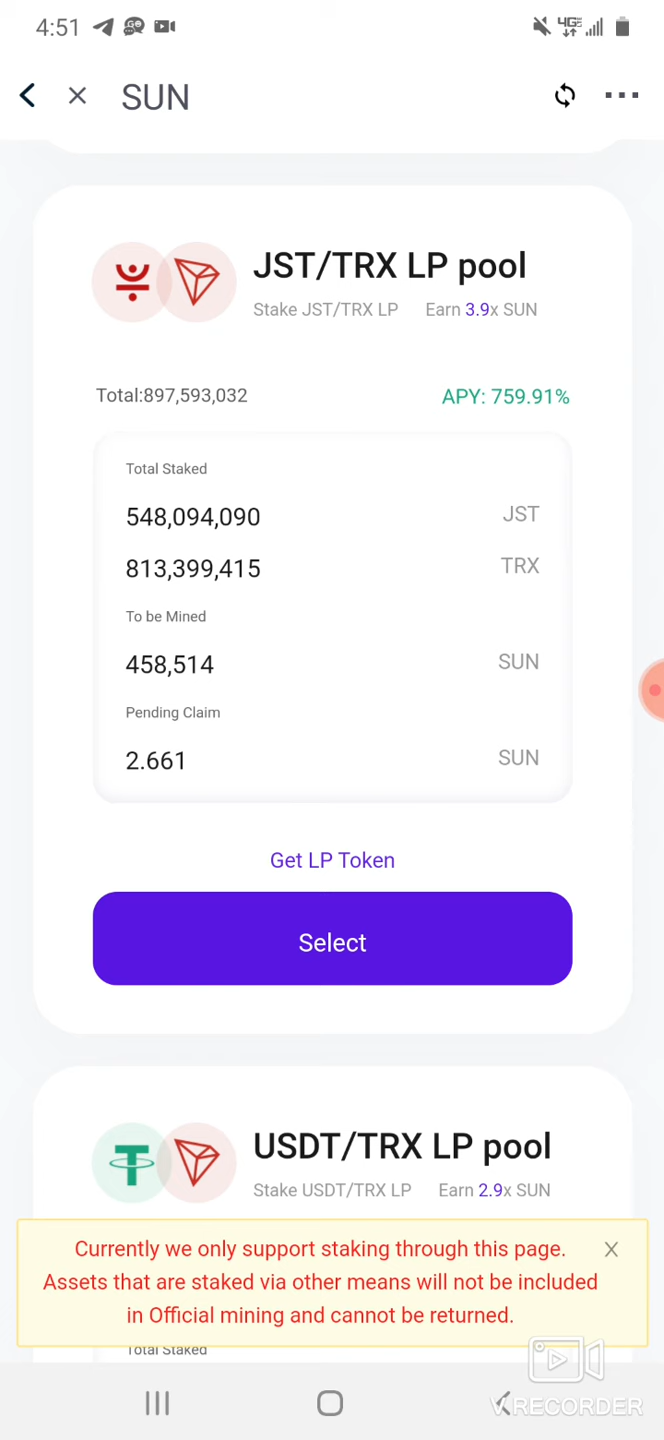 4:51
4GE
SUN
JST/TRX LP pool
Stake JST/TRX LP Earn 3.9x SUN
Total:897,593,032 APY: 759.91%
Total Staked
548,094,090 JST
813,399,415 TRX
To be Mined
458,514 SUN
Pending Claim
2.661 SUN
Get LP Token
Select
USDT/TRX LP pool
Stake USDT/TRX LP Earn 2.9x SUN
Currently we only support staking through this page.
Assets that are staked via other means will not be included
in Official mining and cannot be returned.
Total Staked
V.RECORDER